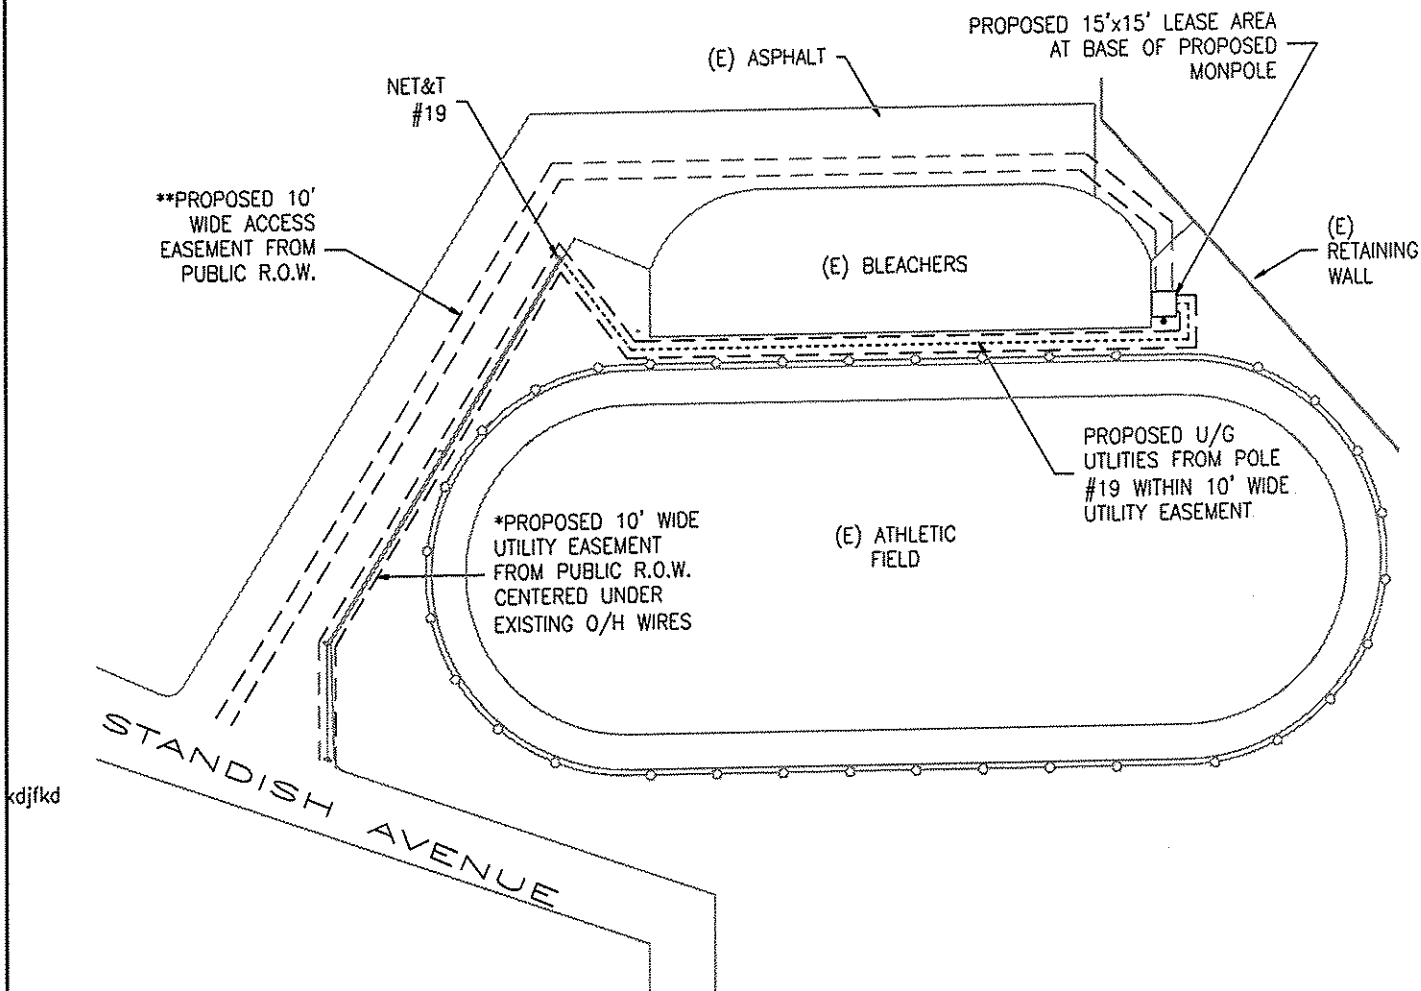 PROPOSED 15'x15' LEASE AREA
AT BASE OF PROPOSED
MONPOLE
(E) ASPHALT
NET&T
#19
**PROPOSED 10'
WIDE ACCESS
EASEMENT FROM
PUBLIC R.O.W.
(E)
RETAINING
WALL
(E) BLEACHERS
PROPOSED U/G
UTLITIES FROM POLE
#19 WITHIN 10' WIDE
UTILITY EASEMENT
*PROPOSED 10' WIDE
UTILITY EASEMENT
FROM PUBLIC R.O.W.
CENTERED UNDER
EXISTING O/H WIRES
(E) ATHLETIC
FIELD
STANDISH AVENUE